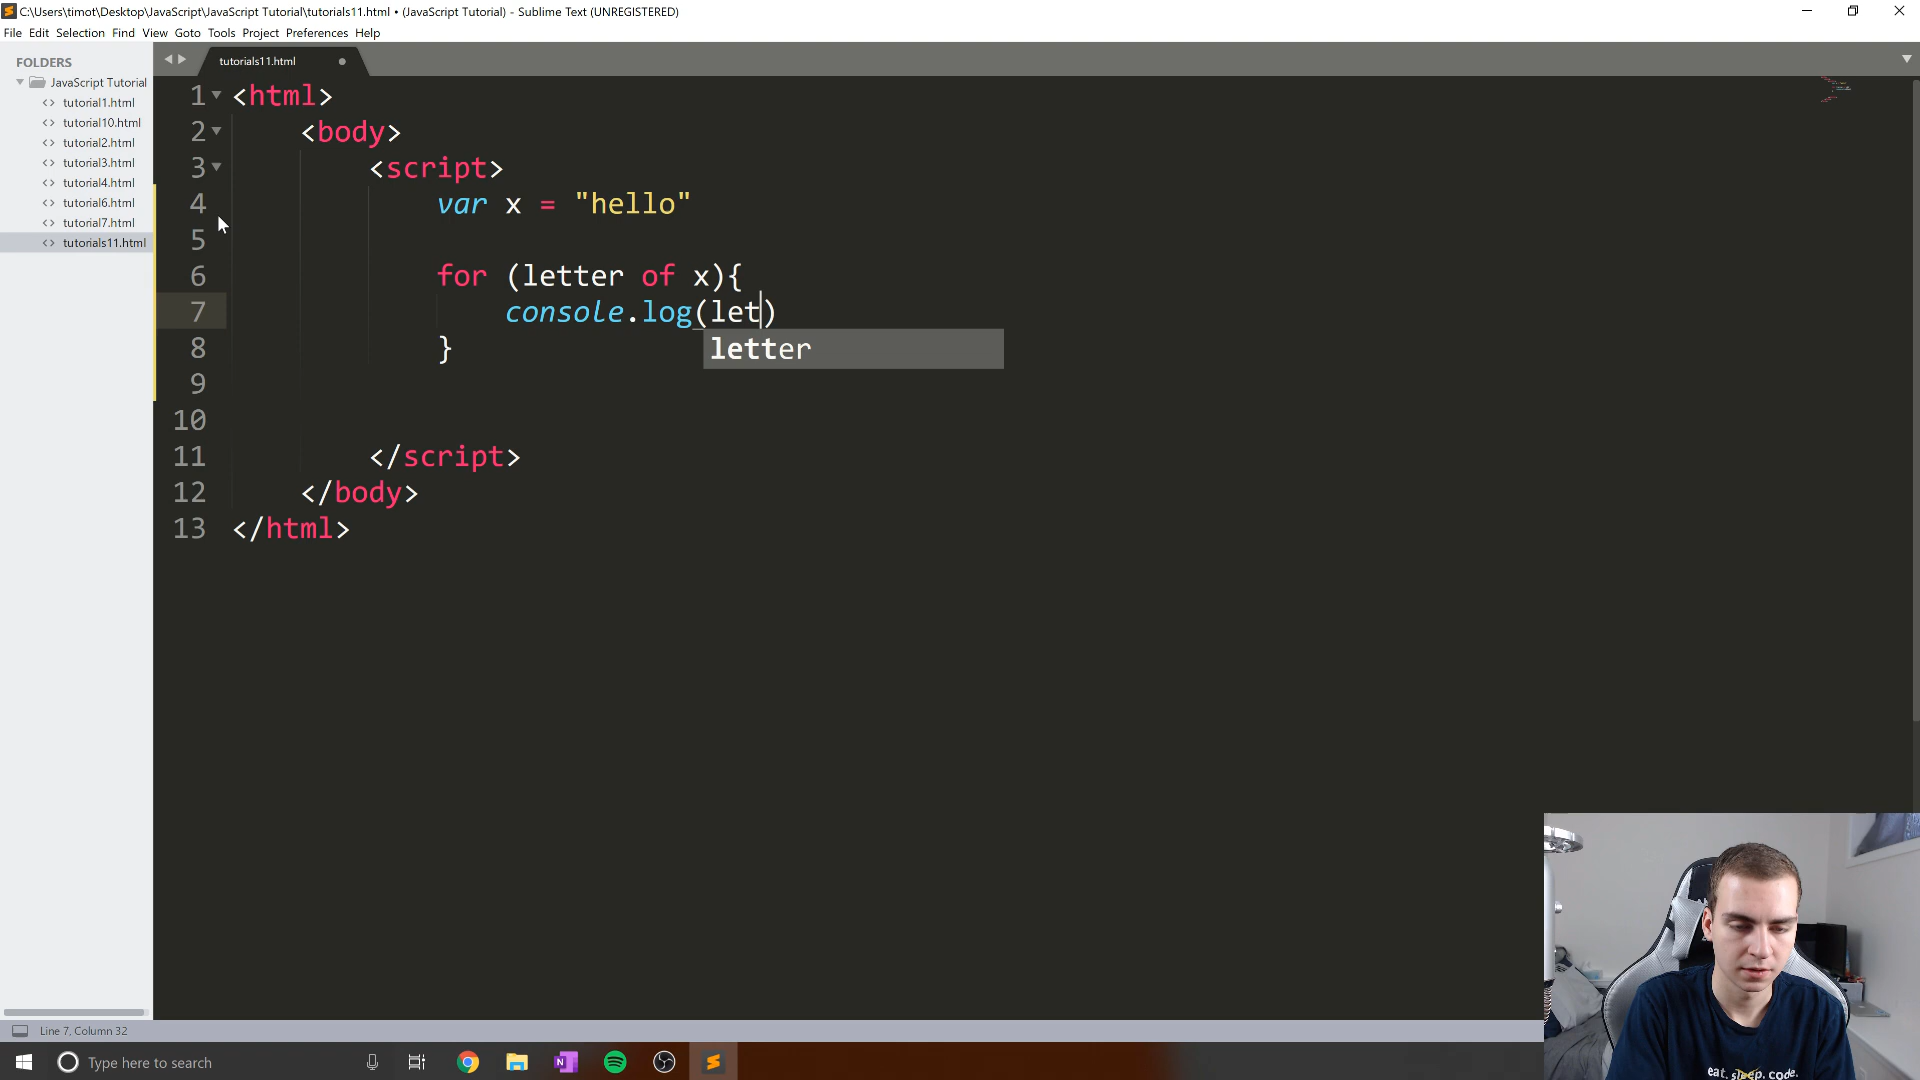 C:\Users\timot\Desktop\JavaScript\JavaScript Tutorial\tutorials11.html • (JavaScript Tutorial) - Sublime Text (UNREGISTERED)
File Edit Selection Find View Goto Tools Project Preferences Help
FOLDERS
JavaScript Tutorial
tutorial1.html
tutorial10.html
tutorial2.html
tutorial3.html
tutorial4.html
tutorial6.html
tutorial7.html
tutorials11.html
tutorials11.html
1 <html>
2 <body>
3 <script>
4 var x = "hello"
5
6 for (letter of x){
7 console.log(let)
letter
8 }
9
10
11 </script>
12 </body>
13 </html>
Line 7, Column 32
Type here to search
eat. sleep. code.